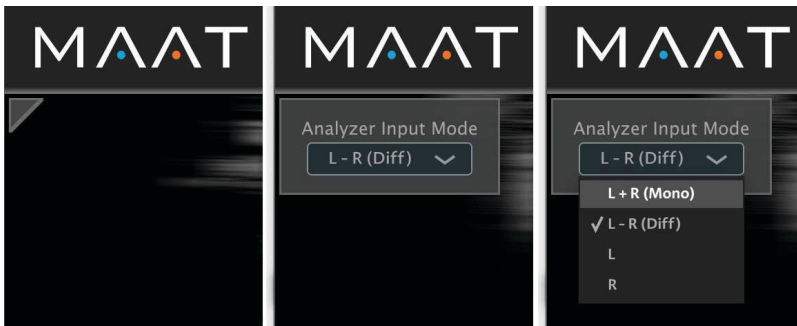 MAAT
MAAT
Analyzer Input Mode
L - R (Diff)
MAAT
Analyzer Input Mode
L - R (Diff)
L + R (Mono)
✓ L - R (Diff)
L
R